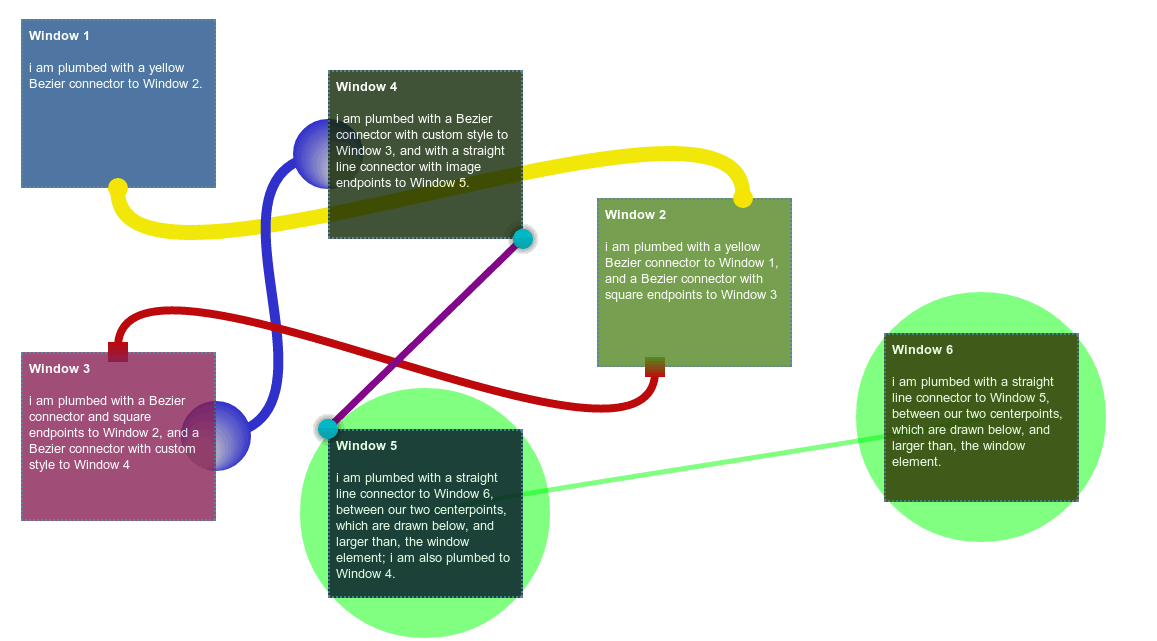 Window 1
i am plumbed with a yellow
Bezier connector to Window 2.
Window 4
i am plumbed with a Bezier
connector with custom style to
Window 3, and with a straight
line connector with image
endpoints to Window 5.
Window 2
i am plumbed with a yellow
Bezier connector to Window 1,
and a Bezier connector with
square endpoints to Window 3
Window 3
i am plumbed with a Bezier
connector and square
endpoints to Window 2, and a
Bezier connector with custom
style to Window 4
Window 5
i am plumbed with a straight
line connector to Window 6,
between our two centerpoints,
which are drawn below, and
larger than, the window
element; i am also plumbed to
Window 4.
Window 6
i am plumbed with a straight
line connector to Window 5,
between our two centerpoints,
which are drawn below, and
larger than, the window
element.